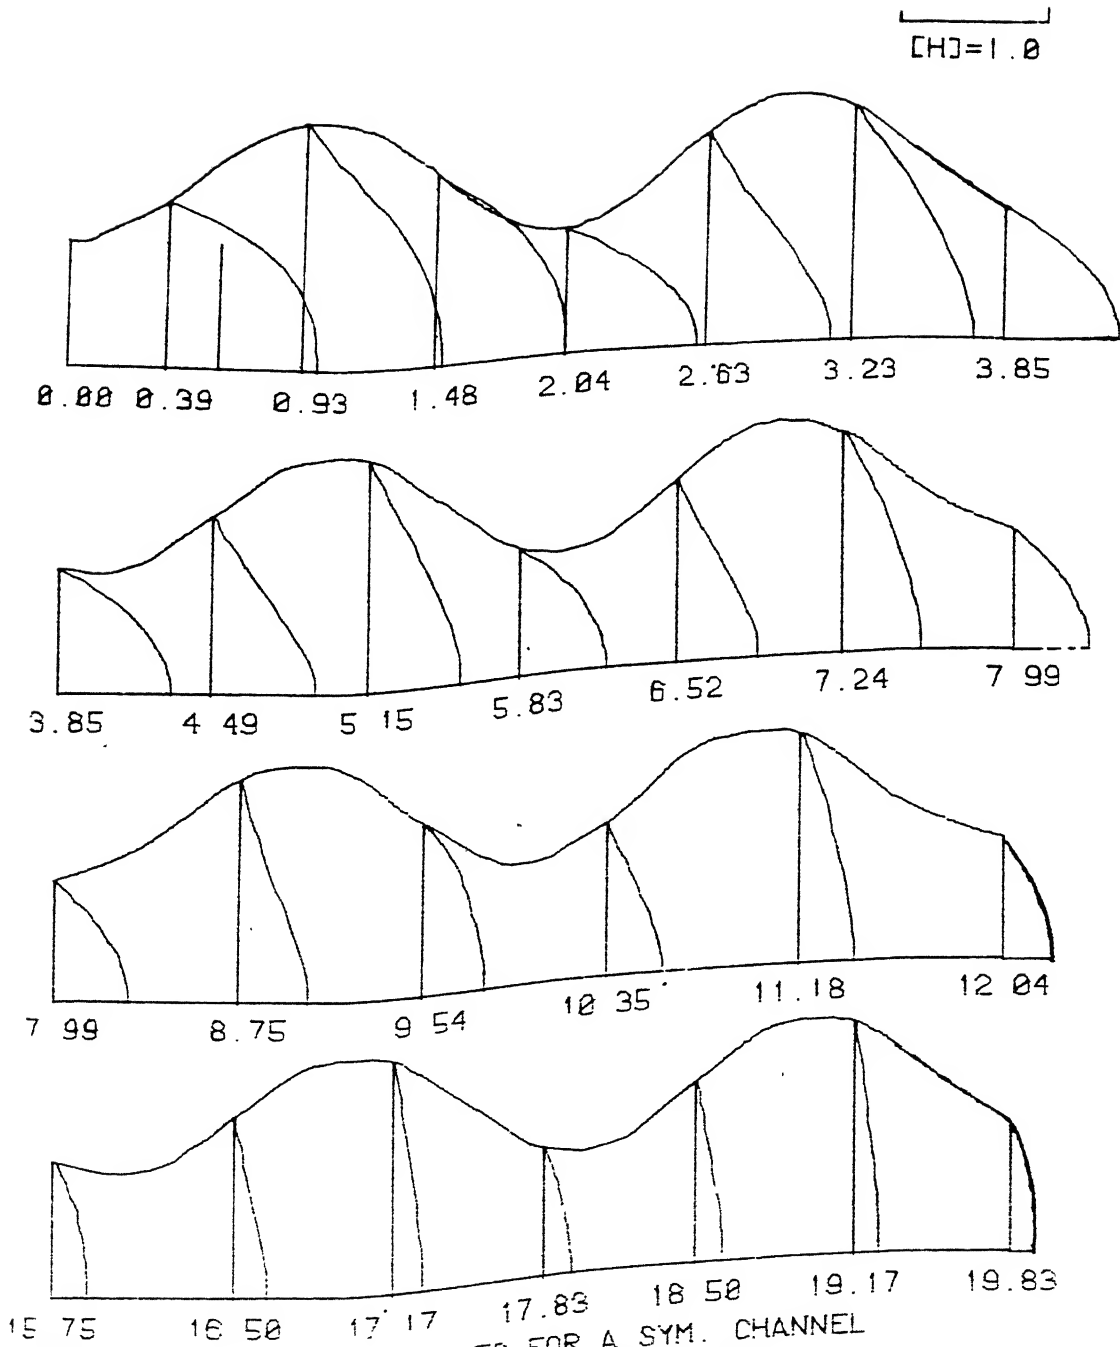 [H]=1.0
0.00 0.39 0.93 1.48 2.04 2.63 3.23 3.85
3.85 4 49 5 15 5.83 6.52 7.24 7 99
7 99 8.75 9 54 10 35 11.18 12 04
15 75 16 50 17 17 17.83 18 50 19.17 19.83
FOR A SYM. CHANNEL